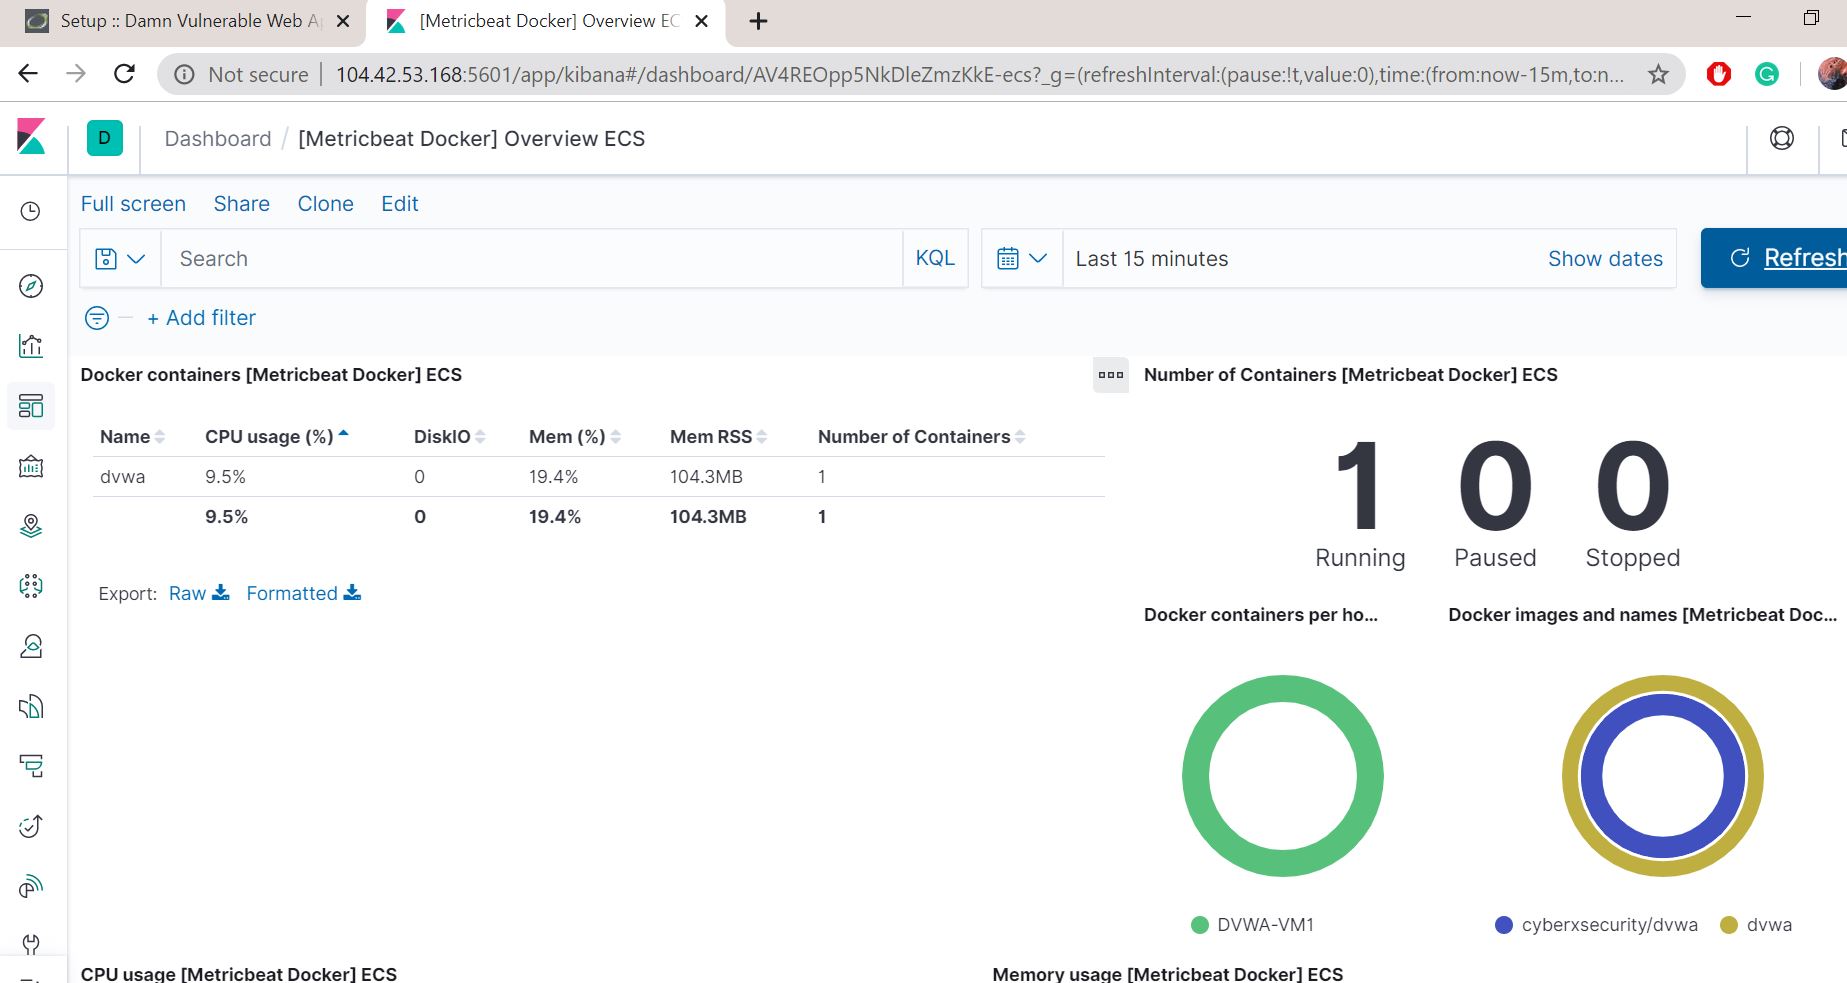 Setup :: Damn Vulnerable Web Ap
[Metricbeat Docker] Overview EC
Not secure
104.42.53.168:5601/app/kibana#/dashboard/AV4REOpp5NkDleZmzKkE-ecs?_g=(refreshInterval:(pause:!t,value:0),time:(from:now-15m,to:n...
D
Dashboard / [Metricbeat Docker] Overview ECS
Full screen Share Clone Edit
Search KQL Last 15 minutes Show dates Refresh
+ Add filter
Docker containers [Metricbeat Docker] ECS
Name CPU usage (%) DiskIO Mem (%) Mem RSS Number of Containers
dvwa 9.5% 0 19.4% 104.3MB 1
9.5% 0 19.4% 104.3MB 1
Export: Raw Formatted
Number of Containers [Metricbeat Docker] ECS
1 0 0
Running Paused Stopped
Docker containers per ho...
DVWA-VM1
Docker images and names [Metricbeat Doc...
cyberxsecurity/dvwa dvwa
CPU usage [Metricbeat Docker] ECS
Memory usage [Metricbeat Docker] ECS